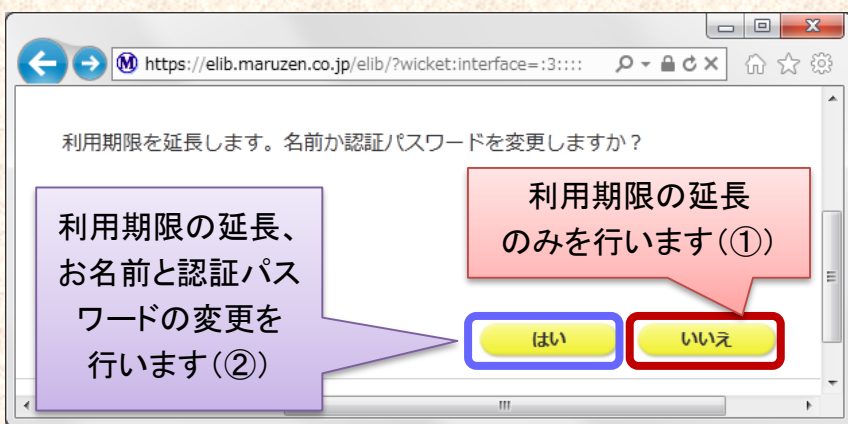 https://elib.maruzen.co.jp/elib/?wicket:interface=:3::::
利用期限を延長します。名前か認証パスワードを変更しますか？
利用期限の延長
のみを行います(①)
利用期限の延長、
お名前と認証パス
ワードの変更を
行います(②)
はい
いいえ